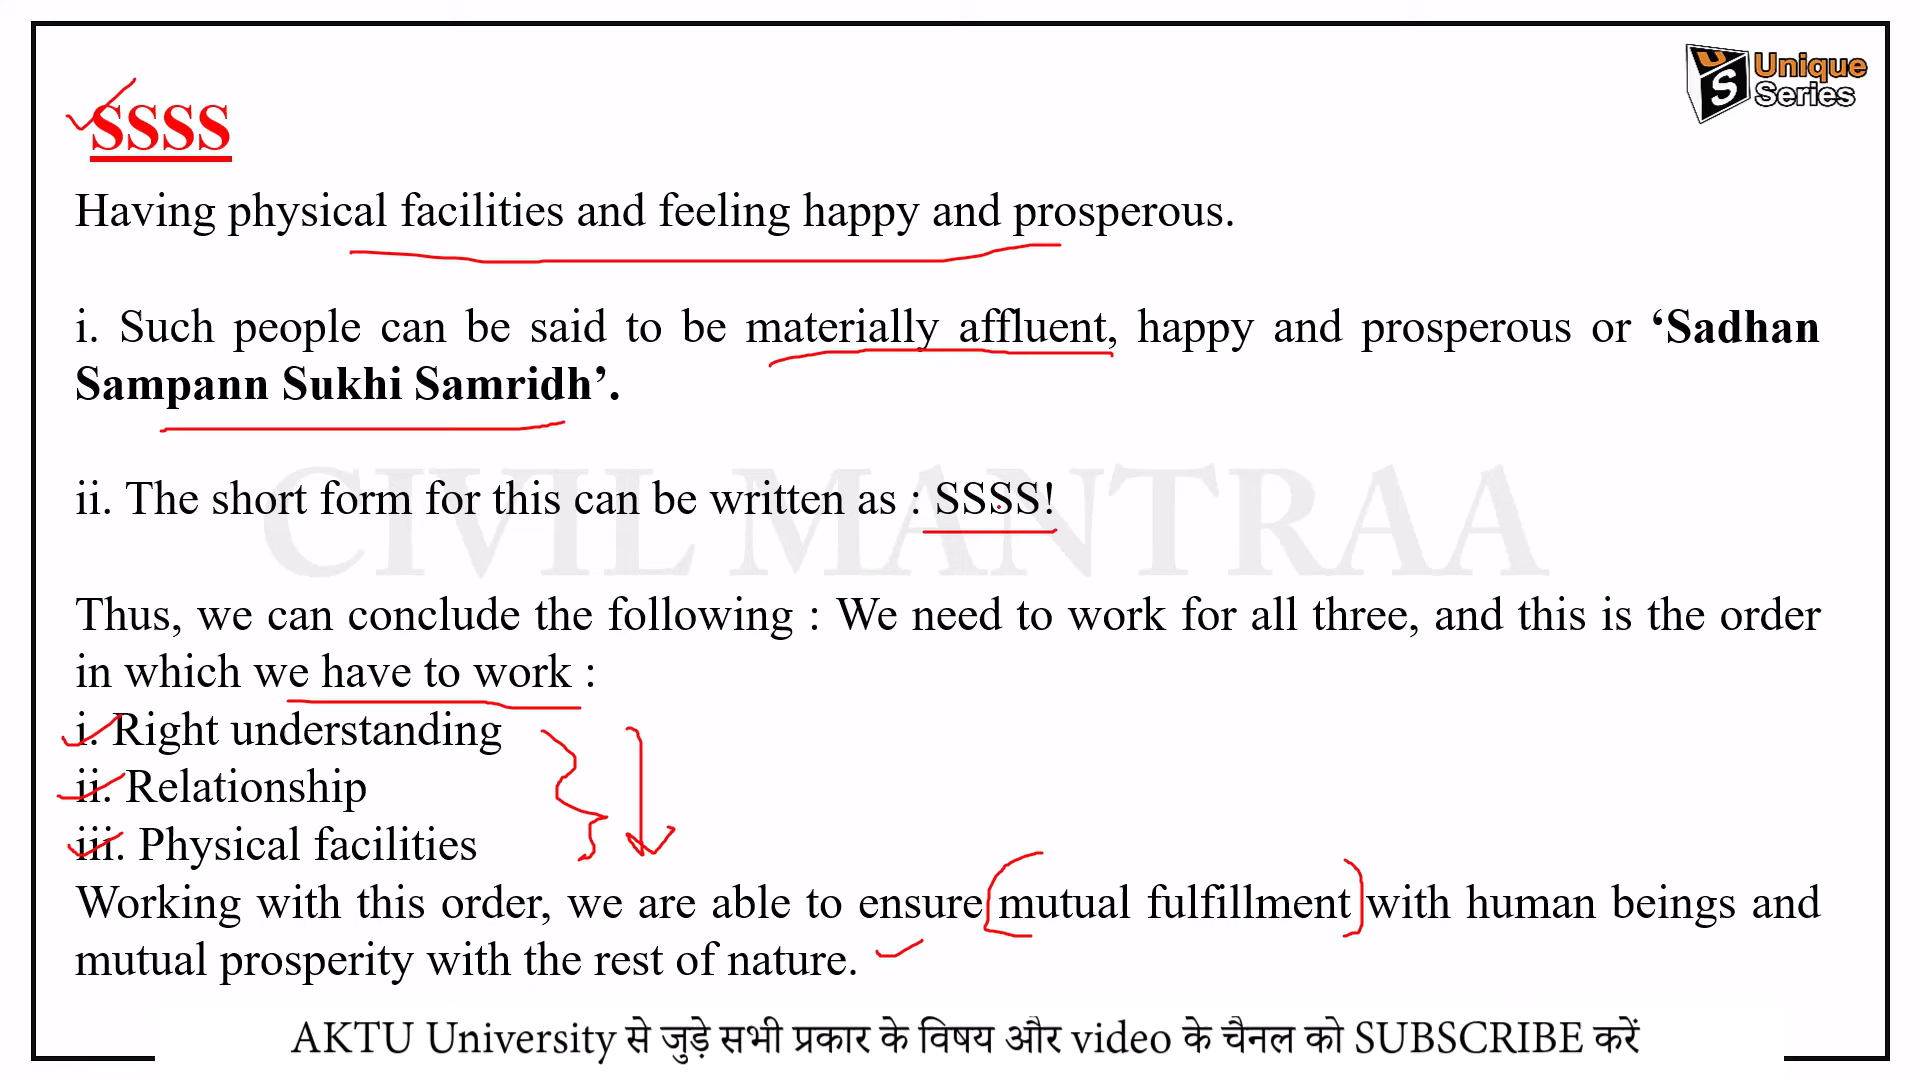 US Unique
Series
SSSS
Having physical facilities and feeling happy and prosperous.
i. Such people can be said to be materially affluent, happy and prosperous or ‘Sadhan
Sampann Sukhi Samridh’.
CIVIL MANTRAA
ii. The short form for this can be written as : SSSS!
Thus, we can conclude the following : We need to work for all three, and this is the order
in which we have to work :
i. Right understanding
ii. Relationship
iii. Physical facilities
Working with this order, we are able to ensure mutual fulfillment with human beings and
mutual prosperity with the rest of nature.
AKTU University से जुड़े सभी प्रकार के विषय और video के चैनल को SUBSCRIBE करें